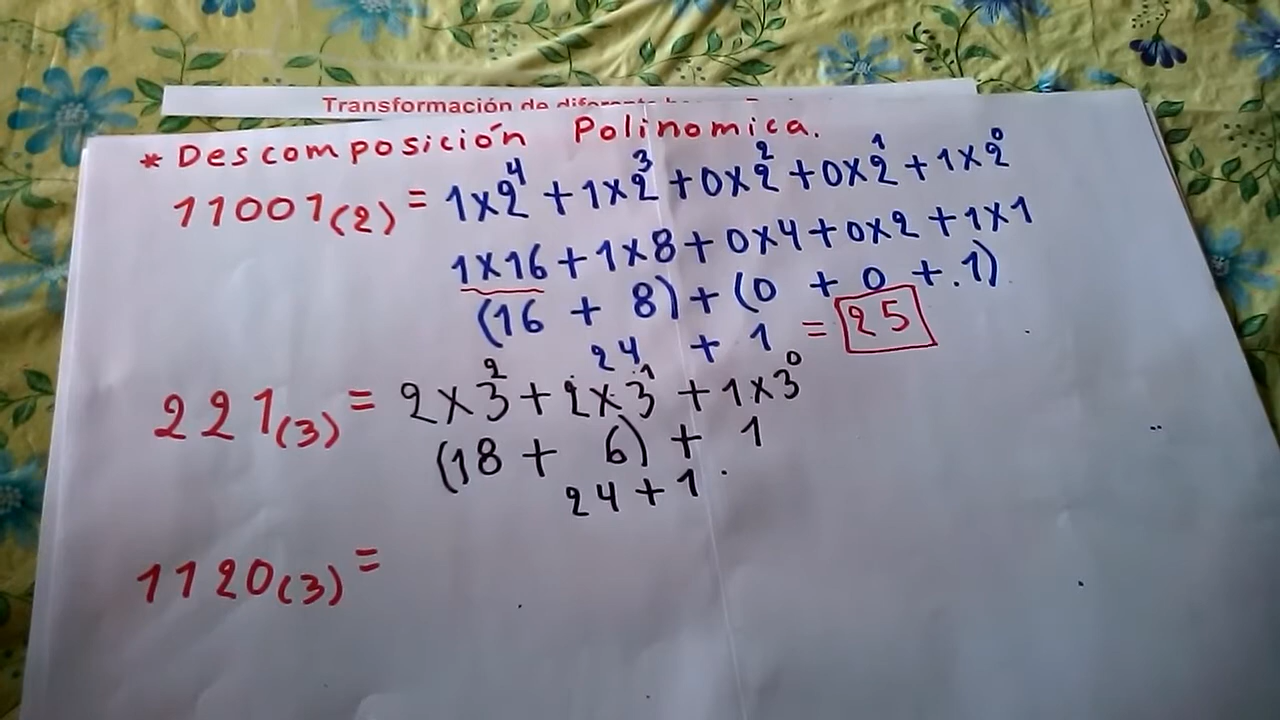 Transformación de
* Descomposición Polinomica.
11001(2) = 1x2⁴ + 1x2³ + 0x2² + 0x2¹ + 1x2⁰
1x16 + 1x8 + 0x4 + 0x2 + 1x1
(16 + 8) + (0 + 0 + 1)
24 + 1 = 25
221(3) = 2x3² + 2x3¹ + 1x3⁰
(18 + 6) + 1
24 + 1
1120(3) =